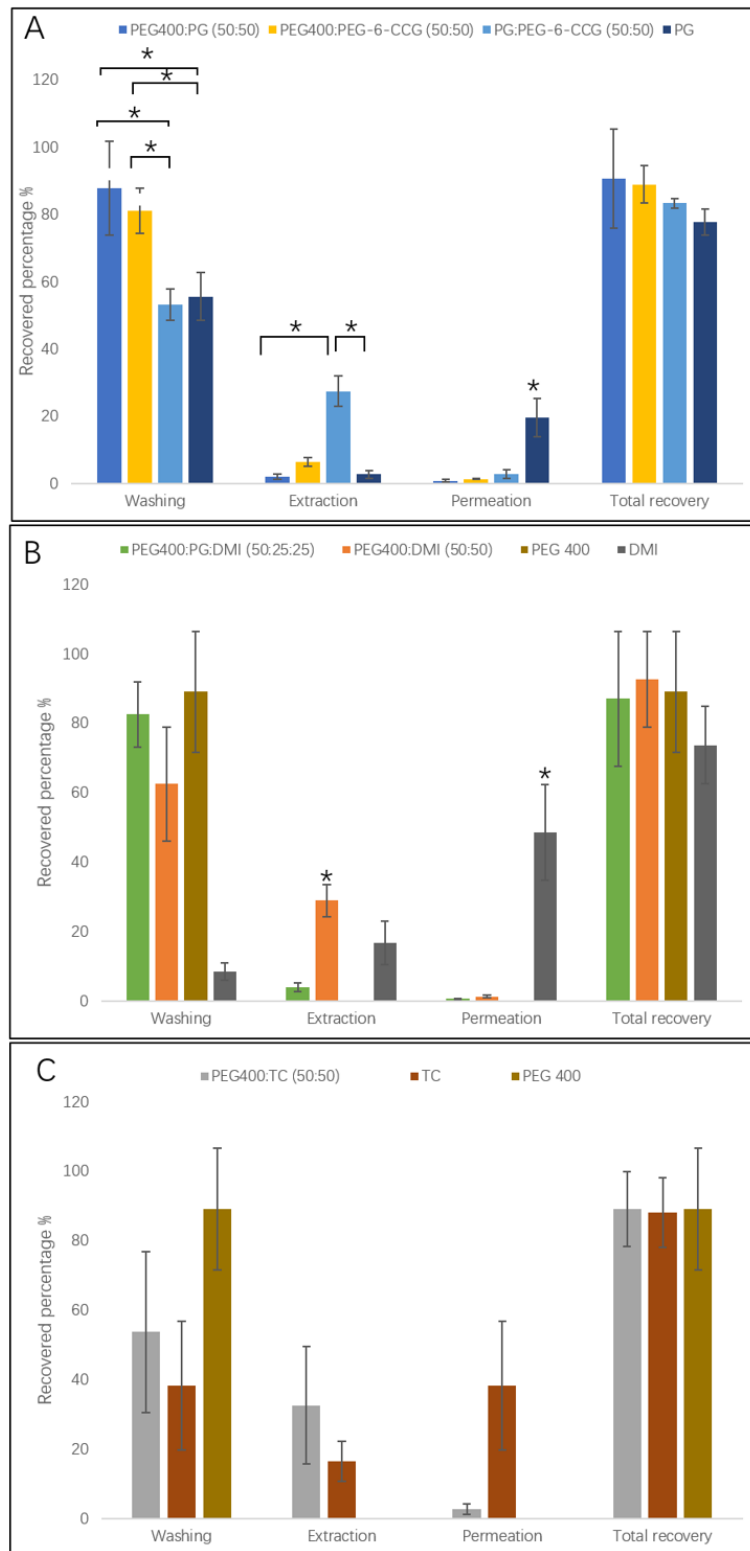 A
PEG400:PG (50:50) PEG400:PEG-6-CCG (50:50) PG:PEG-6-CCG (50:50) PG
120
100
80
60
40
20
0
Recovered percentage %
* * * * * * *
Washing Extraction Permeation Total recovery
B
PEG400:PG:DMI (50:25:25) PEG400:DMI (50:50) PEG 400 DMI
120
100
80
60
40
20
0
Recovered percentage %
* *
Washing Extraction Permeation Total recovery
C
PEG400:TC (50:50) TC PEG 400
120
100
80
60
40
20
0
Recovered percentage %
Washing Extraction Permeation Total recovery